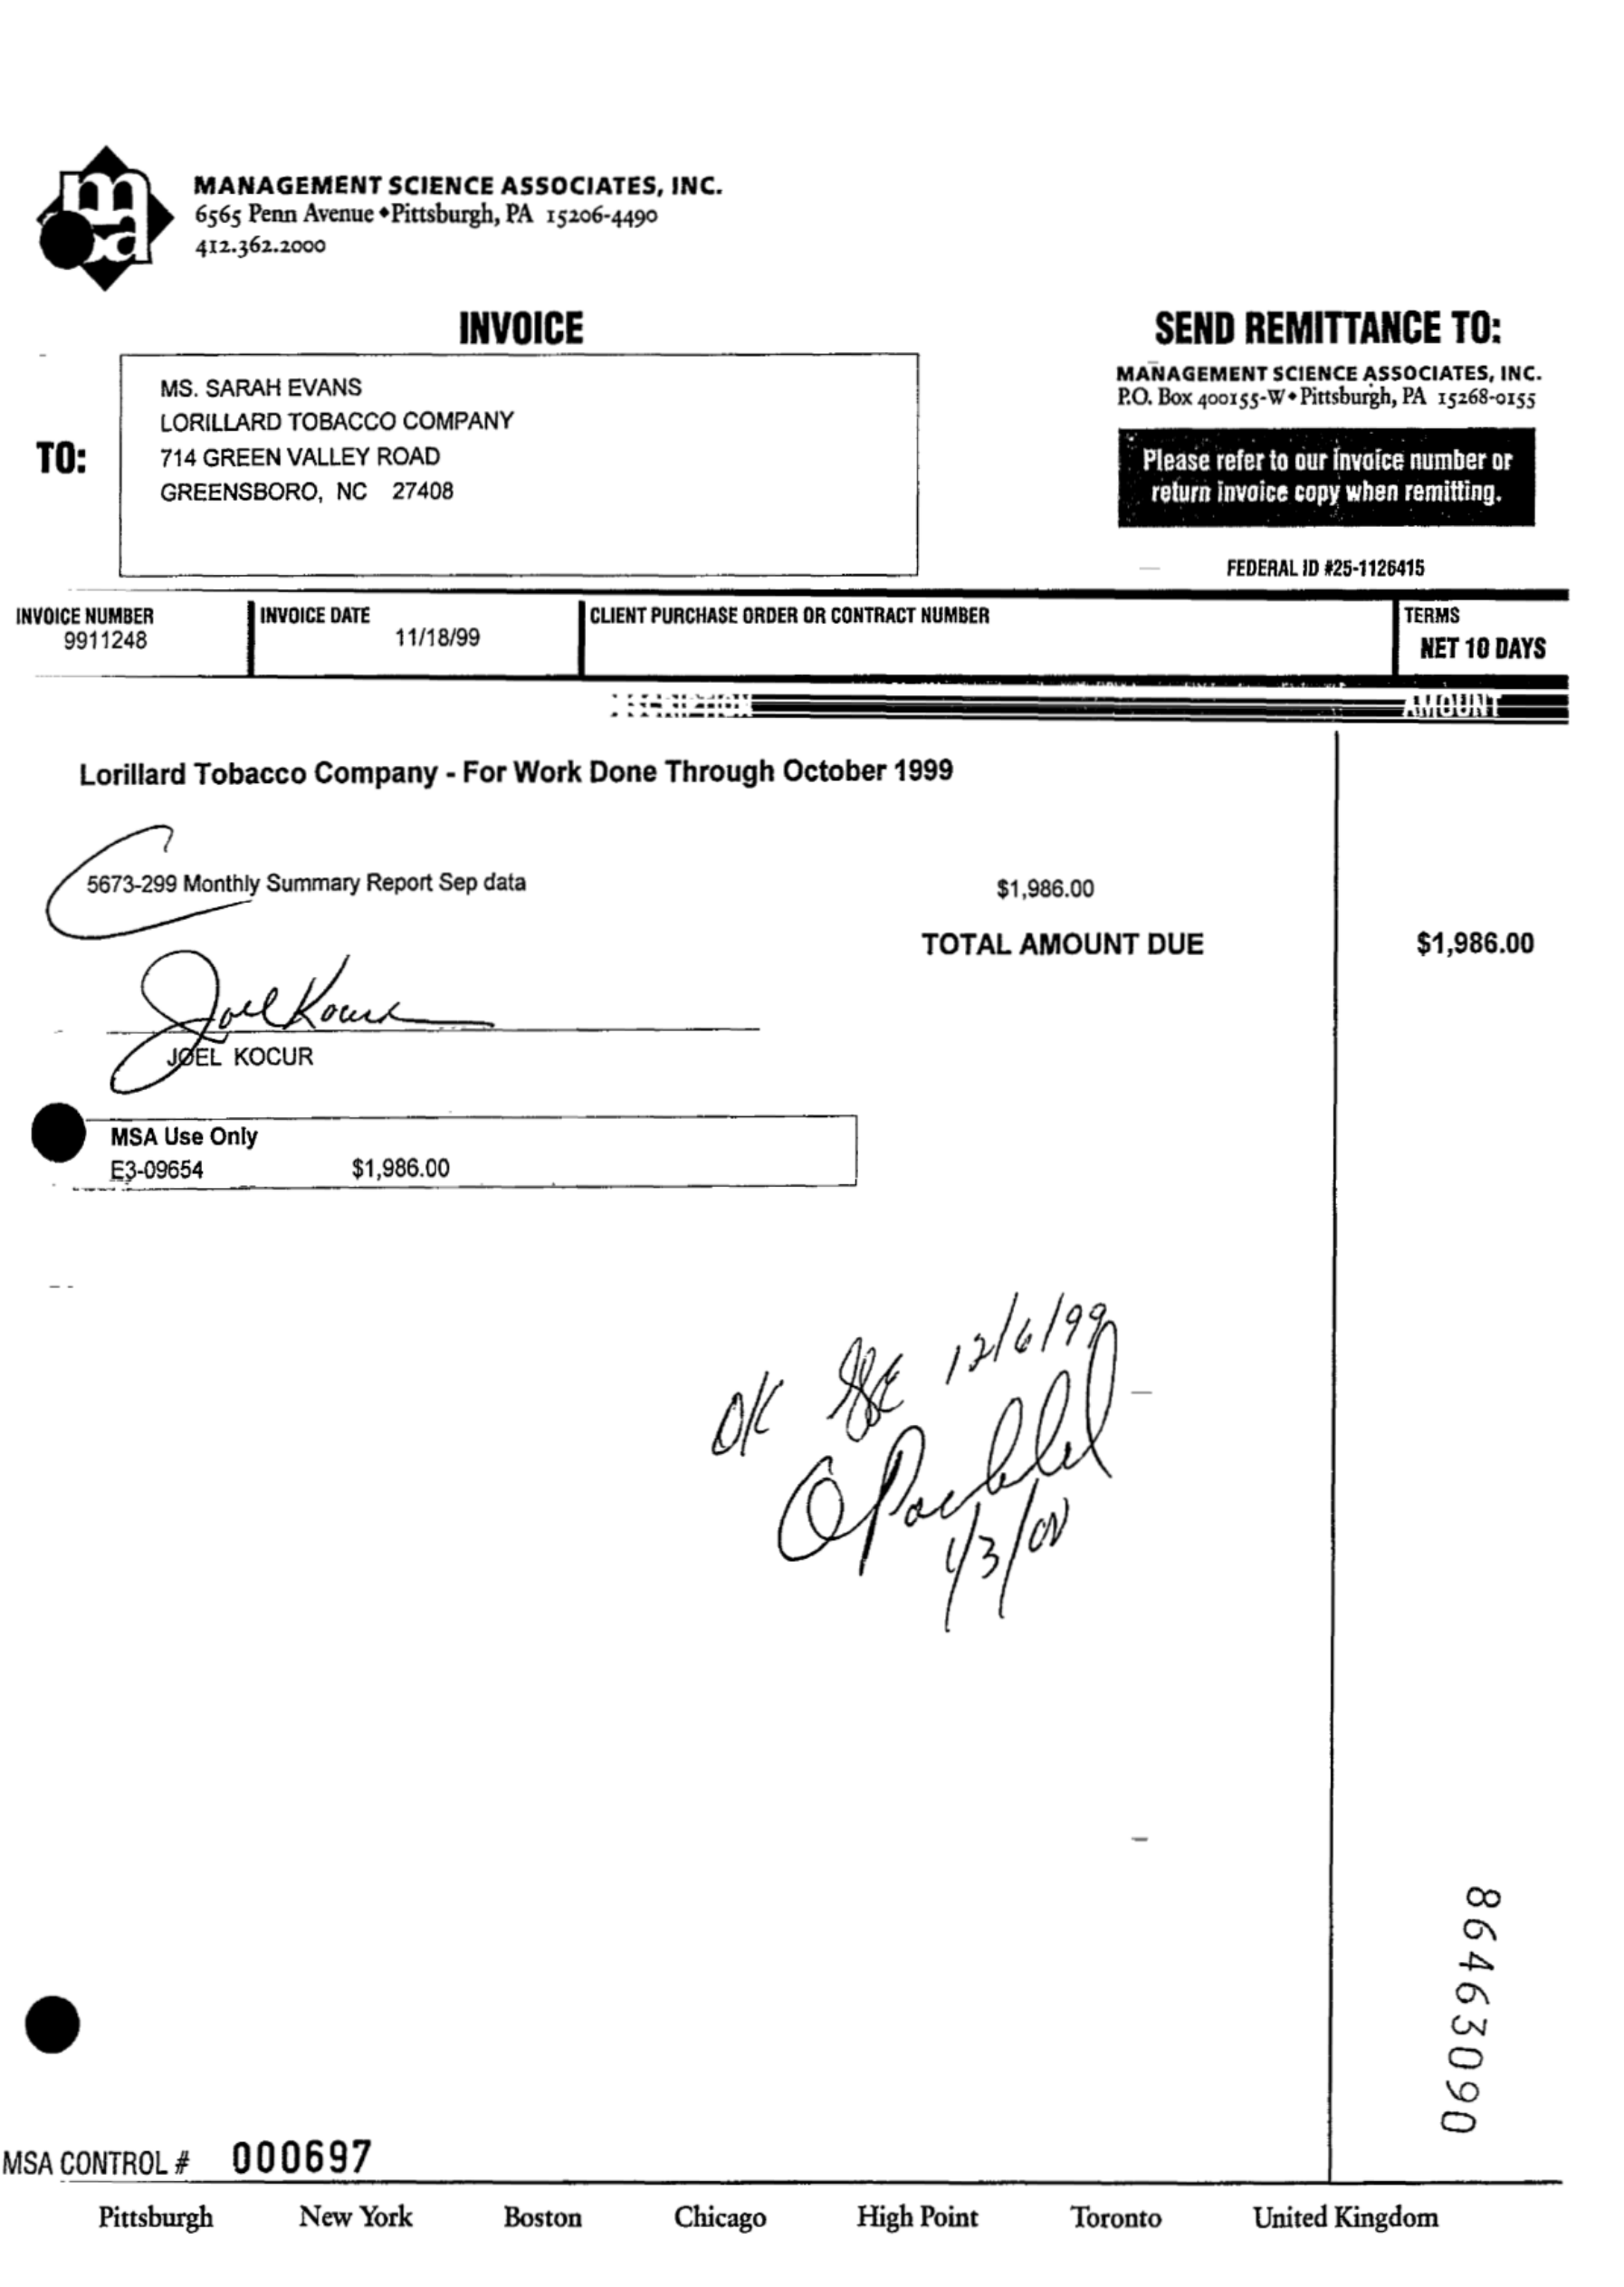 msa
MANAGEMENT SCIENCE ASSOCIATES, INC.
6565 Penn Avenue ◆ Pittsburgh, PA 15206-4490
412.362.2000
INVOICE
SEND REMITTANCE TO:
MANAGEMENT SCIENCE ASSOCIATES, INC.
P.O. Box 400155-W ◆ Pittsburgh, PA 15268-0155
TO:
MS. SARAH EVANS
LORILLARD TOBACCO COMPANY
714 GREEN VALLEY ROAD
GREENSBORO, NC 27408
Please refer to our invoice number or
return invoice copy when remitting.
FEDERAL ID #25-1126415
INVOICE NUMBER INVOICE DATE CLIENT PURCHASE ORDER OR CONTRACT NUMBER TERMS
9911248 11/18/99 NET 10 DAYS
DESCRIPTION AMOUNT
Lorillard Tobacco Company - For Work Done Through October 1999
5673-299 Monthly Summary Report Sep data $1,986.00
TOTAL AMOUNT DUE $1,986.00
Joel Kocur
JOEL KOCUR
MSA Use Only
E3-09654 $1,986.00
OK 12/6/99
1/3/00
86463090
MSA CONTROL # 000697
Pittsburgh New York Boston Chicago High Point Toronto United Kingdom